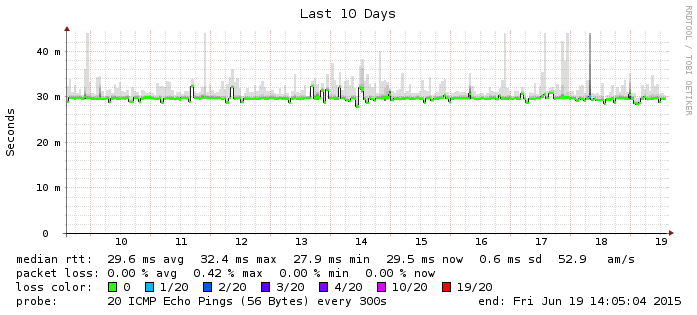 Last 10 Days
RRDTOOL / TOBI OETIKER
Seconds
40 m
30 m
20 m
10 m
0
10 11 12 13 14 15 16 17 18 19
median rtt: 29.6 ms avg 32.4 ms max 27.9 ms min 29.5 ms now 0.6 ms sd 52.9 am/s
packet loss: 0.00 % avg 0.42 % max 0.00 % min 0.00 % now
loss color: 0 1/20 2/20 3/20 4/20 10/20 19/20
probe: 20 ICMP Echo Pings (56 Bytes) every 300s end: Fri Jun 19 14:05:04 2015